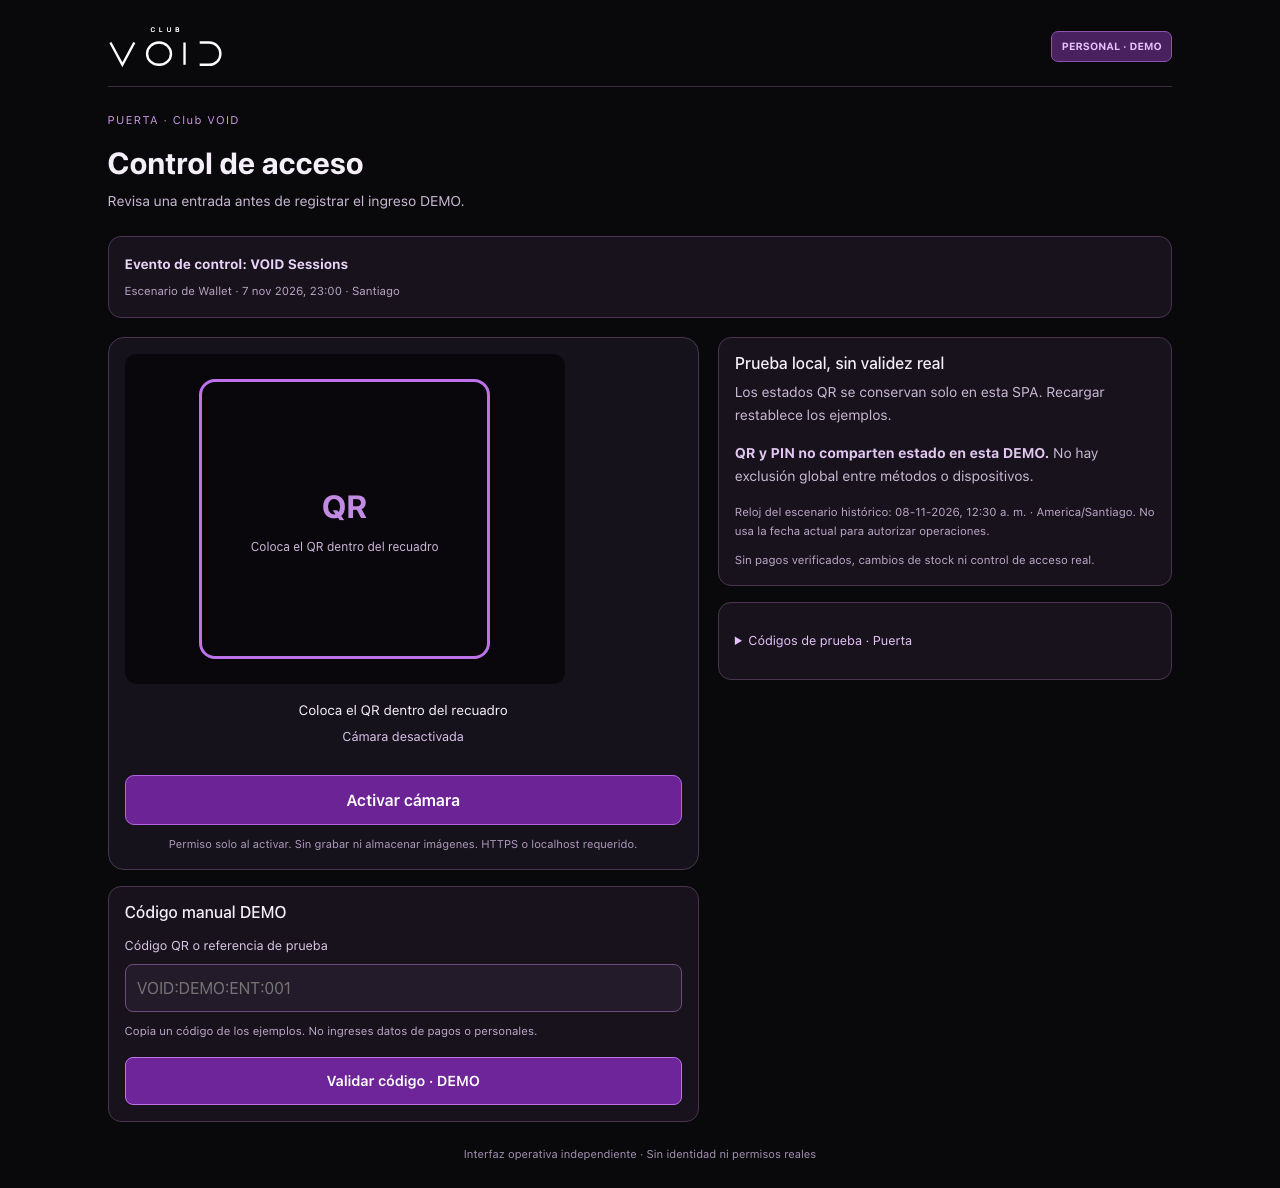 CLUB
VOID
PERSONAL · DEMO
PUERTA · Club VOID
Control de acceso
Revisa una entrada antes de registrar el ingreso DEMO.
Evento de control: VOID Sessions
Escenario de Wallet · 7 nov 2026, 23:00 · Santiago
QR
Coloca el QR dentro del recuadro
Coloca el QR dentro del recuadro
Cámara desactivada
Activar cámara
Permiso solo al activar. Sin grabar ni almacenar imágenes. HTTPS o localhost requerido.
Código manual DEMO
Código QR o referencia de prueba
VOID:DEMO:ENT:001
Copia un código de los ejemplos. No ingreses datos de pagos o personales.
Validar código · DEMO
Prueba local, sin validez real
Los estados QR se conservan solo en esta SPA. Recargar
restablece los ejemplos.
QR y PIN no comparten estado en esta DEMO. No hay
exclusión global entre métodos o dispositivos.
Reloj del escenario histórico: 08-11-2026, 12:30 a. m. · America/Santiago. No
usa la fecha actual para autorizar operaciones.
Sin pagos verificados, cambios de stock ni control de acceso real.
Códigos de prueba · Puerta
Interfaz operativa independiente · Sin identidad ni permisos reales